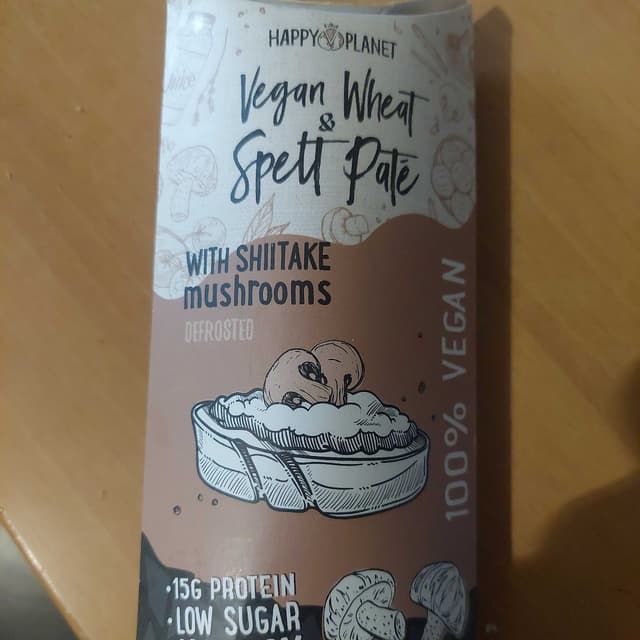 HAPPY PLANET
Vegan Wheat
&
Spelt Paté
WITH SHIITAKE
mushrooms
DEFROSTED
100% VEGAN
•15G PROTEIN
•LOW SUGAR